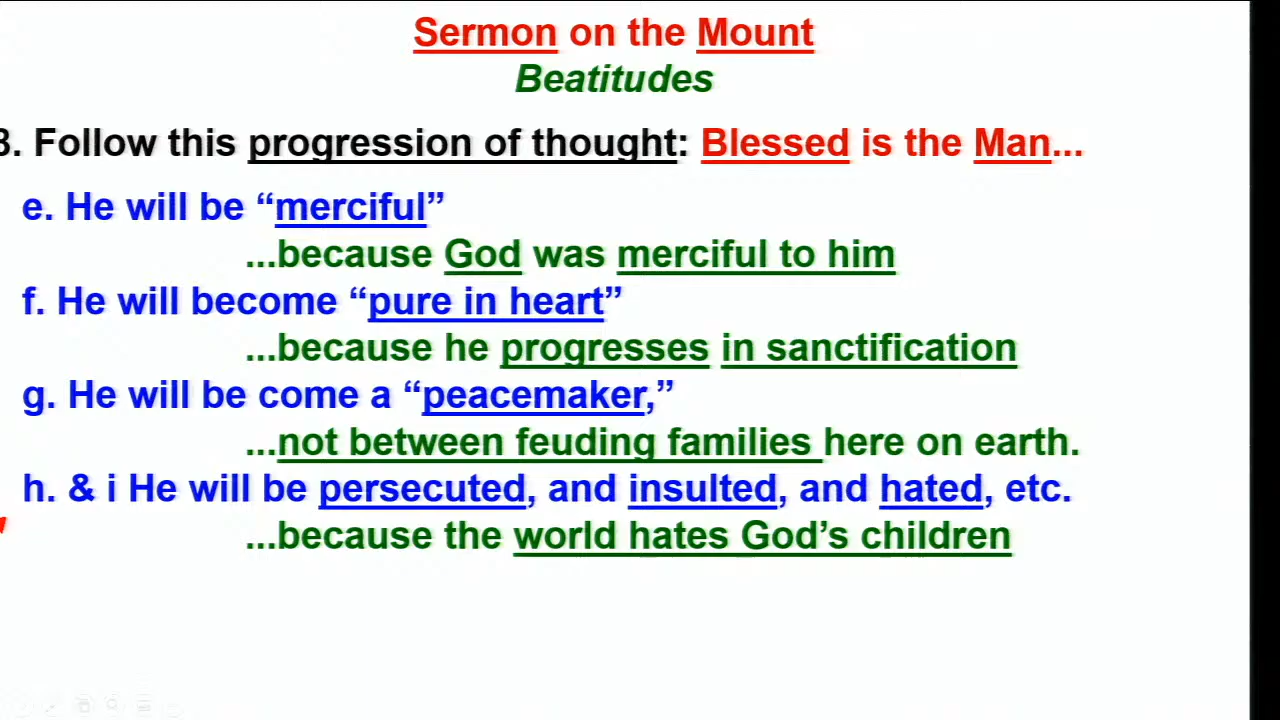 Sermon on the Mount
Beatitudes
3. Follow this progression of thought: Blessed is the Man...
e. He will be “merciful”
...because God was merciful to him
f. He will become “pure in heart”
...because he progresses in sanctification
g. He will be come a “peacemaker,”
...not between feuding families here on earth.
h. & i He will be persecuted, and insulted, and hated, etc.
...because the world hates God’s children